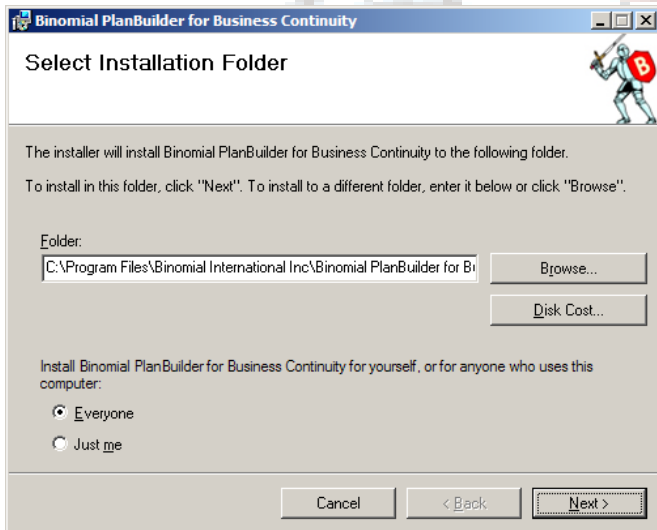 Binomial PlanBuilder for Business Continuity
Select Installation Folder
B
The installer will install Binomial PlanBuilder for Business Continuity to the following folder.
To install in this folder, click "Next". To install to a different folder, enter it below or click "Browse".
Folder:
C:\Program Files\Binomial International Inc\Binomial PlanBuilder for Bu
Browse...
Disk Cost...
Install Binomial PlanBuilder for Business Continuity for yourself, or for anyone who uses this
computer:
Everyone
Just me
Cancel
< Back
Next >